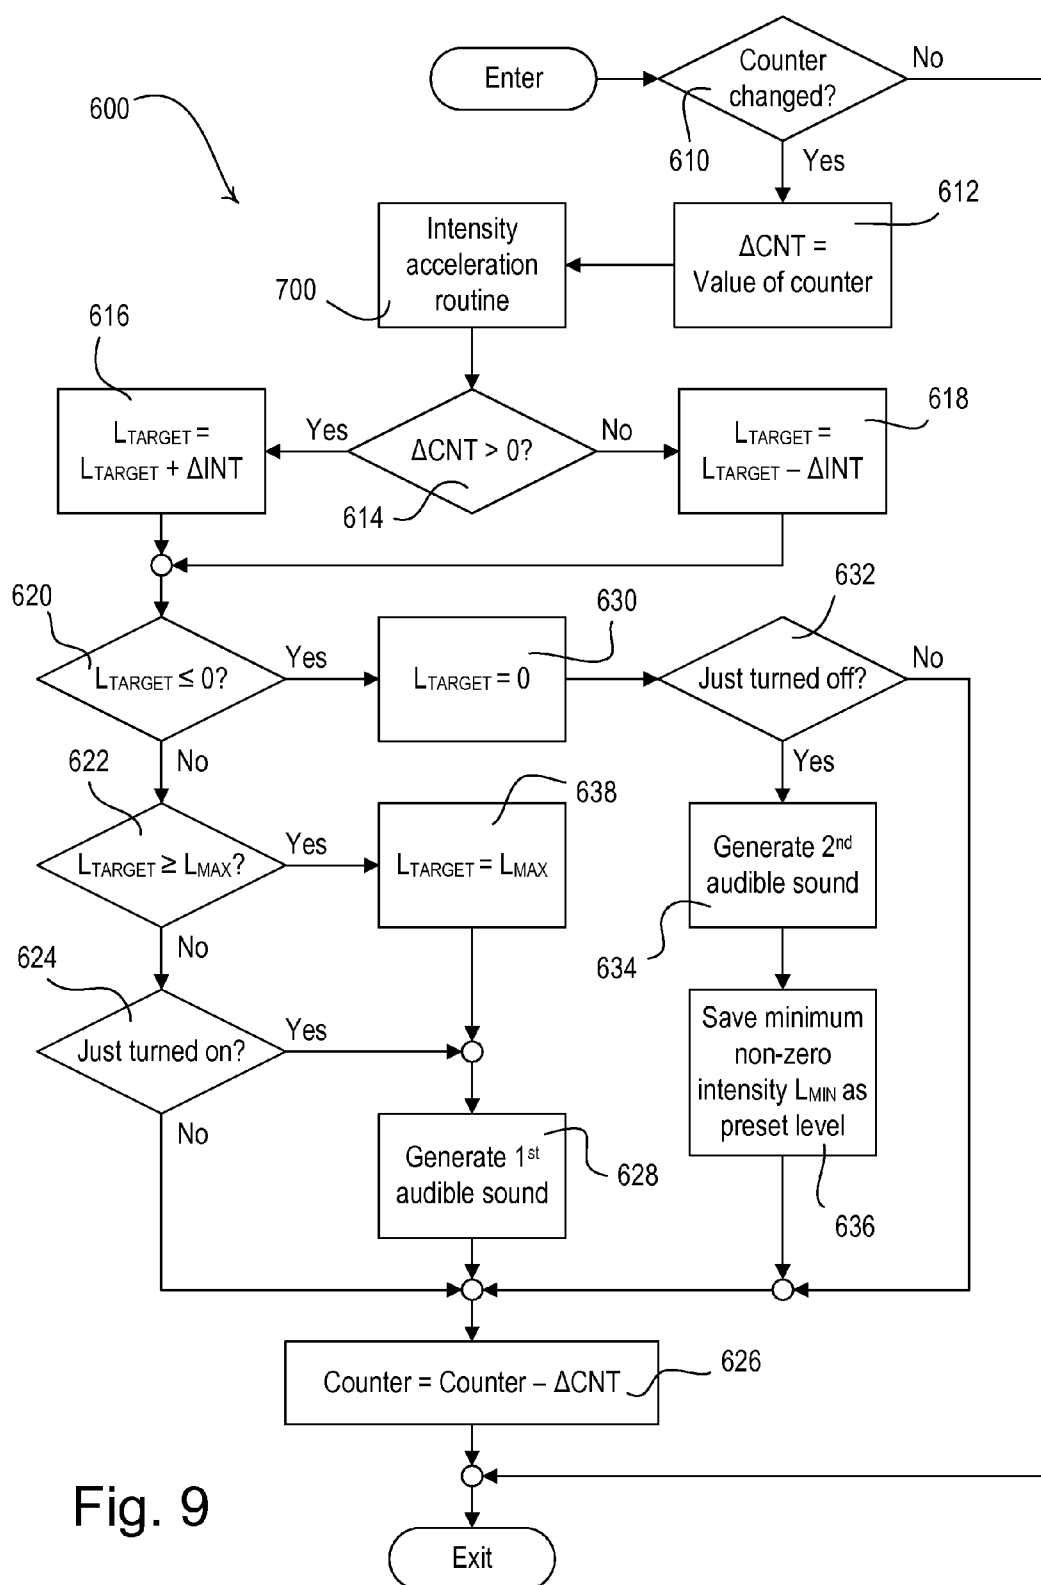 Enter
Counter
changed?
No
600
610
Yes
612
Intensity
acceleration
routine
ΔCNT =
Value of counter
700
616
618
LTARGET =
LTARGET + ΔINT
Yes
ΔCNT > 0?
No
LTARGET =
LTARGET – ΔINT
614
620
630
632
LTARGET ≤ 0?
Yes
LTARGET = 0
Just turned off?
No
No
622
Yes
638
LTARGET ≥ LMAX?
Yes
LTARGET = LMAX
Generate 2nd
audible sound
No
624
634
Just turned on?
Yes
Save minimum
non-zero
intensity LMIN as
preset level
No
Generate 1st
audible sound
628
636
Counter = Counter – ΔCNT
626
Fig. 9
Exit